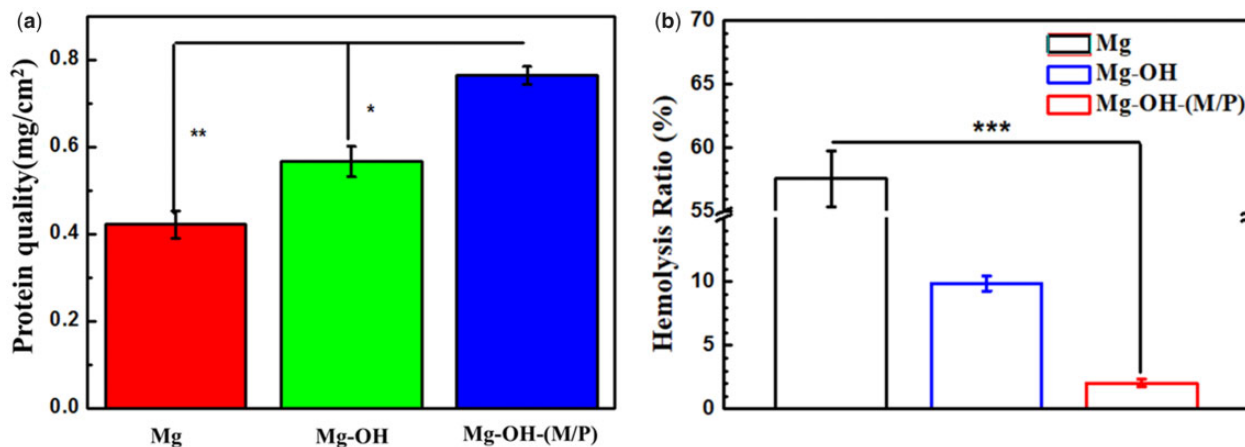 (a)
Protein quality(mg/cm²)
0.8
0.6
0.4
0.2
0.0
**
*
Mg
Mg-OH
Mg-OH-(M/P)
(b)
Hemolysis Ratio (%)
70
65
60
55
10
5
0
Mg
Mg-OH
Mg-OH-(M/P)
***